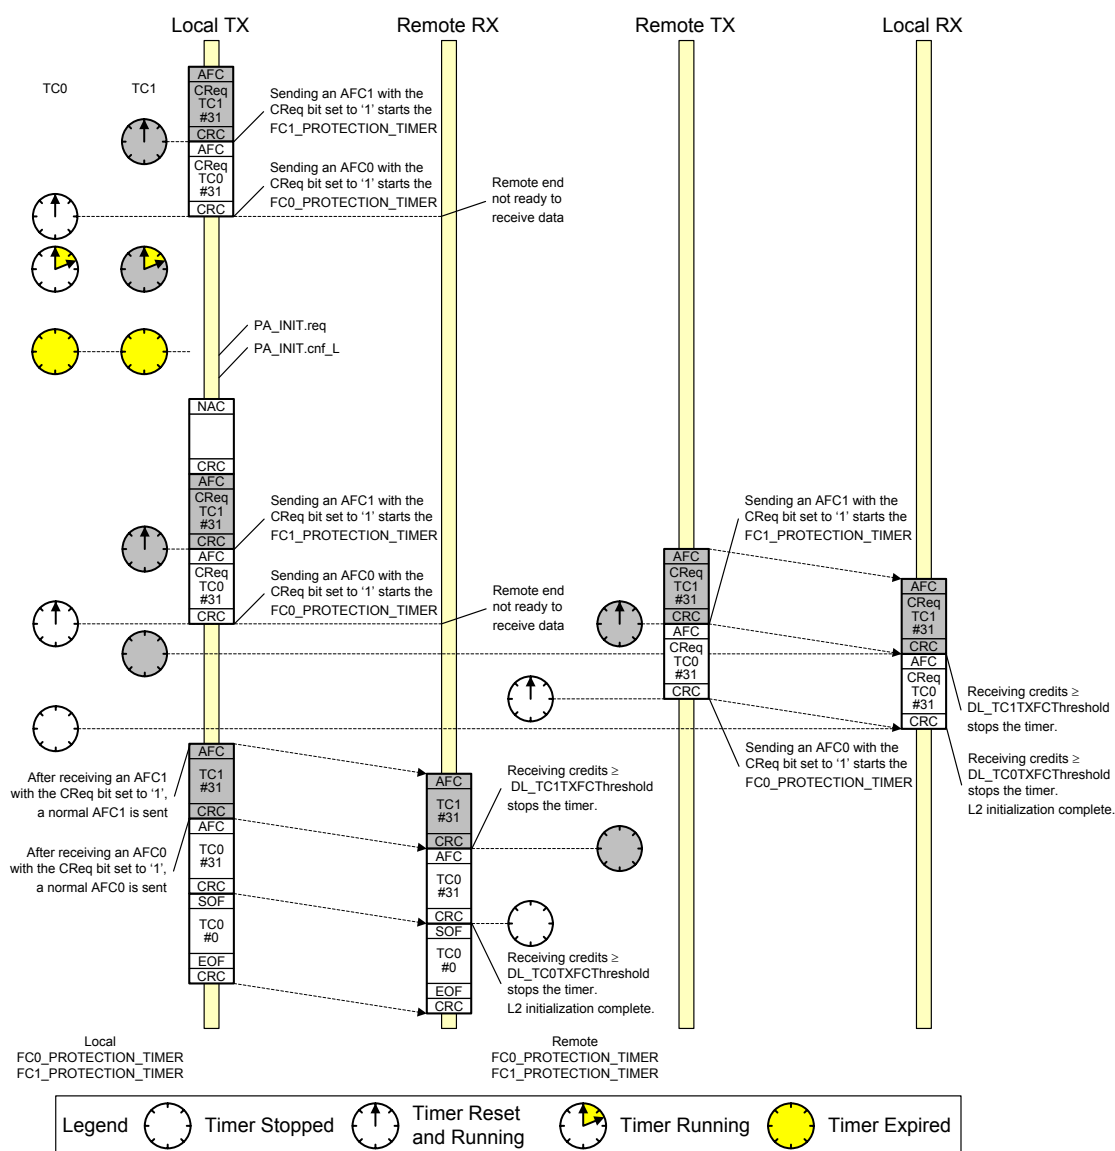 Local TX
Remote RX
Remote TX
Local RX
TC0
TC1
AFC
CReq
TC1
#31
CRC
AFC
CReq
TC0
#31
CRC
Sending an AFC1 with the
CReq bit set to ‘1’ starts the
FC1_PROTECTION_TIMER
Sending an AFC0 with the
CReq bit set to ‘1’ starts the
FC0_PROTECTION_TIMER
Remote end
not ready to
receive data
PA_INIT.req
PA_INIT.cnf_L
NAC
CRC
AFC
CReq
TC1
#31
CRC
AFC
CReq
TC0
#31
CRC
Sending an AFC1 with the
CReq bit set to ‘1’ starts the
FC1_PROTECTION_TIMER
Sending an AFC0 with the
CReq bit set to ‘1’ starts the
FC0_PROTECTION_TIMER
Remote end
not ready to
receive data
Sending an AFC1 with the
CReq bit set to ‘1’ starts the
FC1_PROTECTION_TIMER
AFC
CReq
TC1
#31
CRC
AFC
CReq
TC0
#31
CRC
AFC
CReq
TC1
#31
CRC
AFC
CReq
TC0
#31
CRC
Receiving credits ≥
DL_TC1TXFCThreshold
stops the timer.
Sending an AFC0 with the
CReq bit set to ‘1’ starts the
FC0_PROTECTION_TIMER
Receiving credits ≥
DL_TC0TXFCThreshold
stops the timer.
L2 initialization complete.
After receiving an AFC1
with the CReq bit set to ‘1’,
a normal AFC1 is sent
After receiving an AFC0
with the CReq bit set to ‘1’,
a normal AFC0 is sent
AFC
TC1
#31
CRC
AFC
TC0
#31
CRC
SOF
TC0
#0
EOF
CRC
AFC
TC1
#31
CRC
AFC
TC0
#31
CRC
SOF
TC0
#0
EOF
CRC
Receiving credits ≥
DL_TC1TXFCThreshold
stops the timer.
Receiving credits ≥
DL_TC0TXFCThreshold
stops the timer.
L2 initialization complete.
Local
FC0_PROTECTION_TIMER
FC1_PROTECTION_TIMER
Remote
FC0_PROTECTION_TIMER
FC1_PROTECTION_TIMER
Legend
Timer Stopped
Timer Reset
and Running
Timer Running
Timer Expired